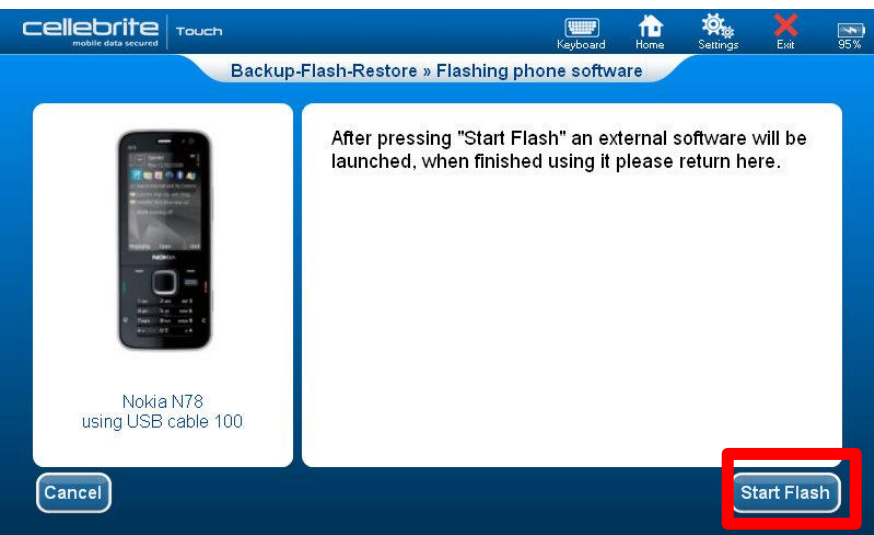 cellebrite
mobile data secured
Touch
Keyboard
Home
Settings
Exit
95%
Backup-Flash-Restore » Flashing phone software
After pressing "Start Flash" an external software will be
launched, when finished using it please return here.
NOKIA
Nokia N78
using USB cable 100
Cancel
Start Flash